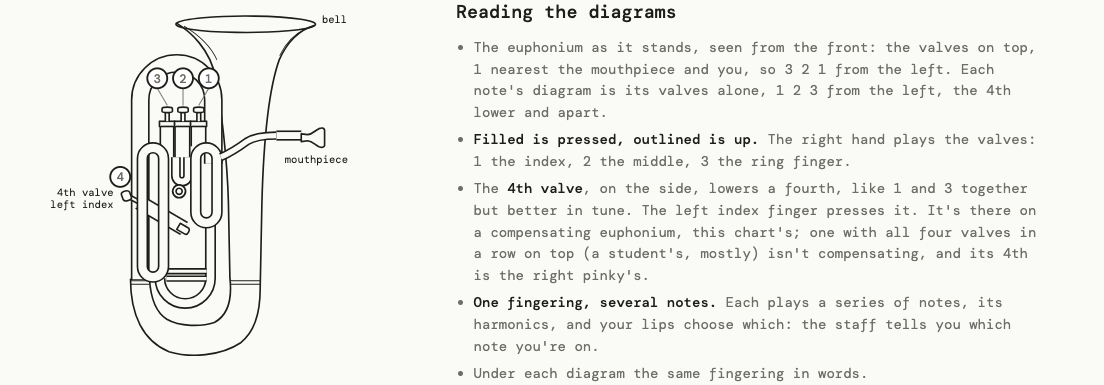 bell
3 2 1
mouthpiece
4
4th valve
left index
Reading the diagrams
• The euphonium as it stands, seen from the front: the valves on top,
1 nearest the mouthpiece and you, so 3 2 1 from the left. Each
note's diagram is its valves alone, 1 2 3 from the left, the 4th
lower and apart.
• Filled is pressed, outlined is up. The right hand plays the valves:
1 the index, 2 the middle, 3 the ring finger.
• The 4th valve, on the side, lowers a fourth, like 1 and 3 together
but better in tune. The left index finger presses it. It's there on
a compensating euphonium, this chart's; one with all four valves in
a row on top (a student's, mostly) isn't compensating, and its 4th
is the right pinky's.
• One fingering, several notes. Each plays a series of notes, its
harmonics, and your lips choose which: the staff tells you which
note you're on.
• Under each diagram the same fingering in words.